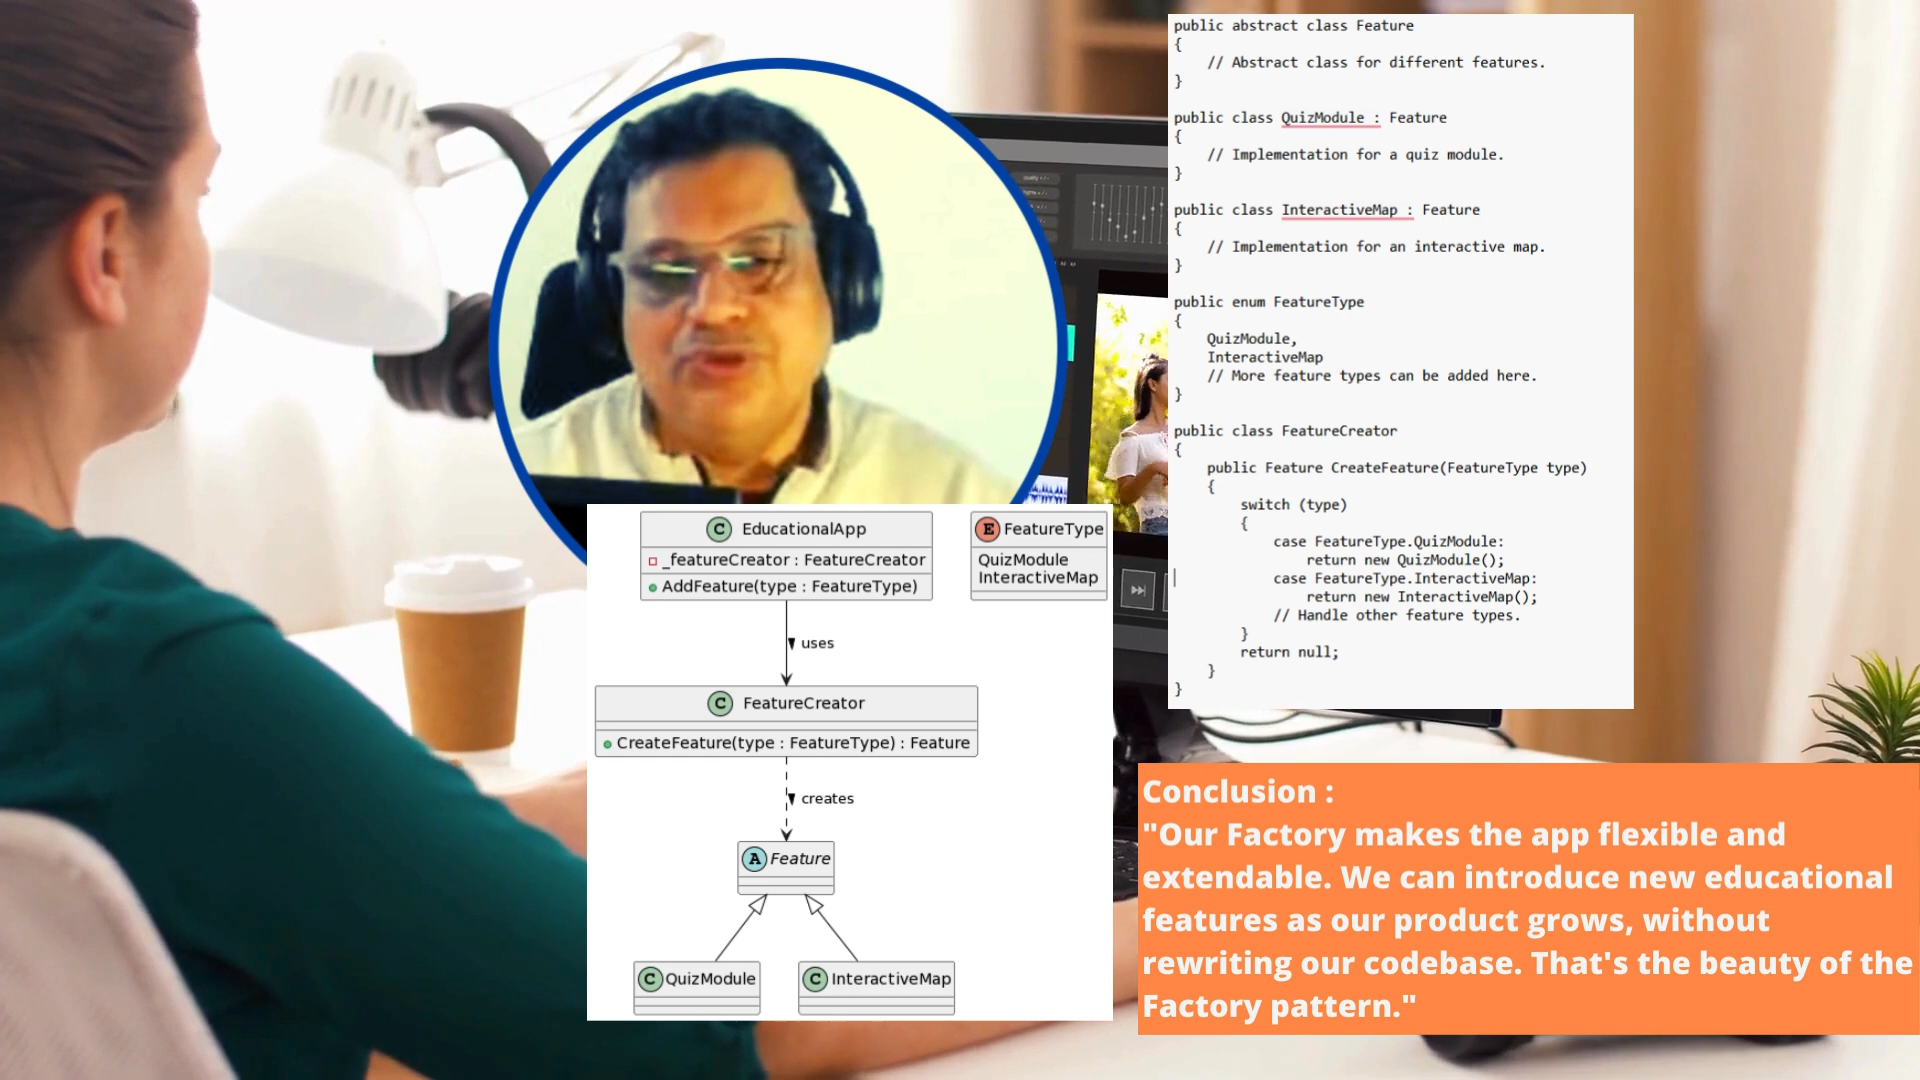 public abstract class Feature
{
// Abstract class for different features.
}
public class QuizModule : Feature
{
// Implementation for a quiz module.
}
public class InteractiveMap : Feature
{
// Implementation for an interactive map.
}
public enum FeatureType
{
QuizModule,
InteractiveMap
// More feature types can be added here.
}
public class FeatureCreator
{
public Feature CreateFeature(FeatureType type)
{
switch (type)
{
case FeatureType.QuizModule:
return new QuizModule();
case FeatureType.InteractiveMap:
return new InteractiveMap();
// Handle other feature types.
}
return null;
}
}
C EducationalApp
_featureCreator : FeatureCreator
AddFeature(type : FeatureType)
E FeatureType
QuizModule
InteractiveMap
uses
C FeatureCreator
CreateFeature(type : FeatureType) : Feature
creates
A Feature
C QuizModule
C InteractiveMap
Conclusion :
"Our Factory makes the app flexible and
extendable. We can introduce new educational
features as our product grows, without
rewriting our codebase. That's the beauty of the
Factory pattern."